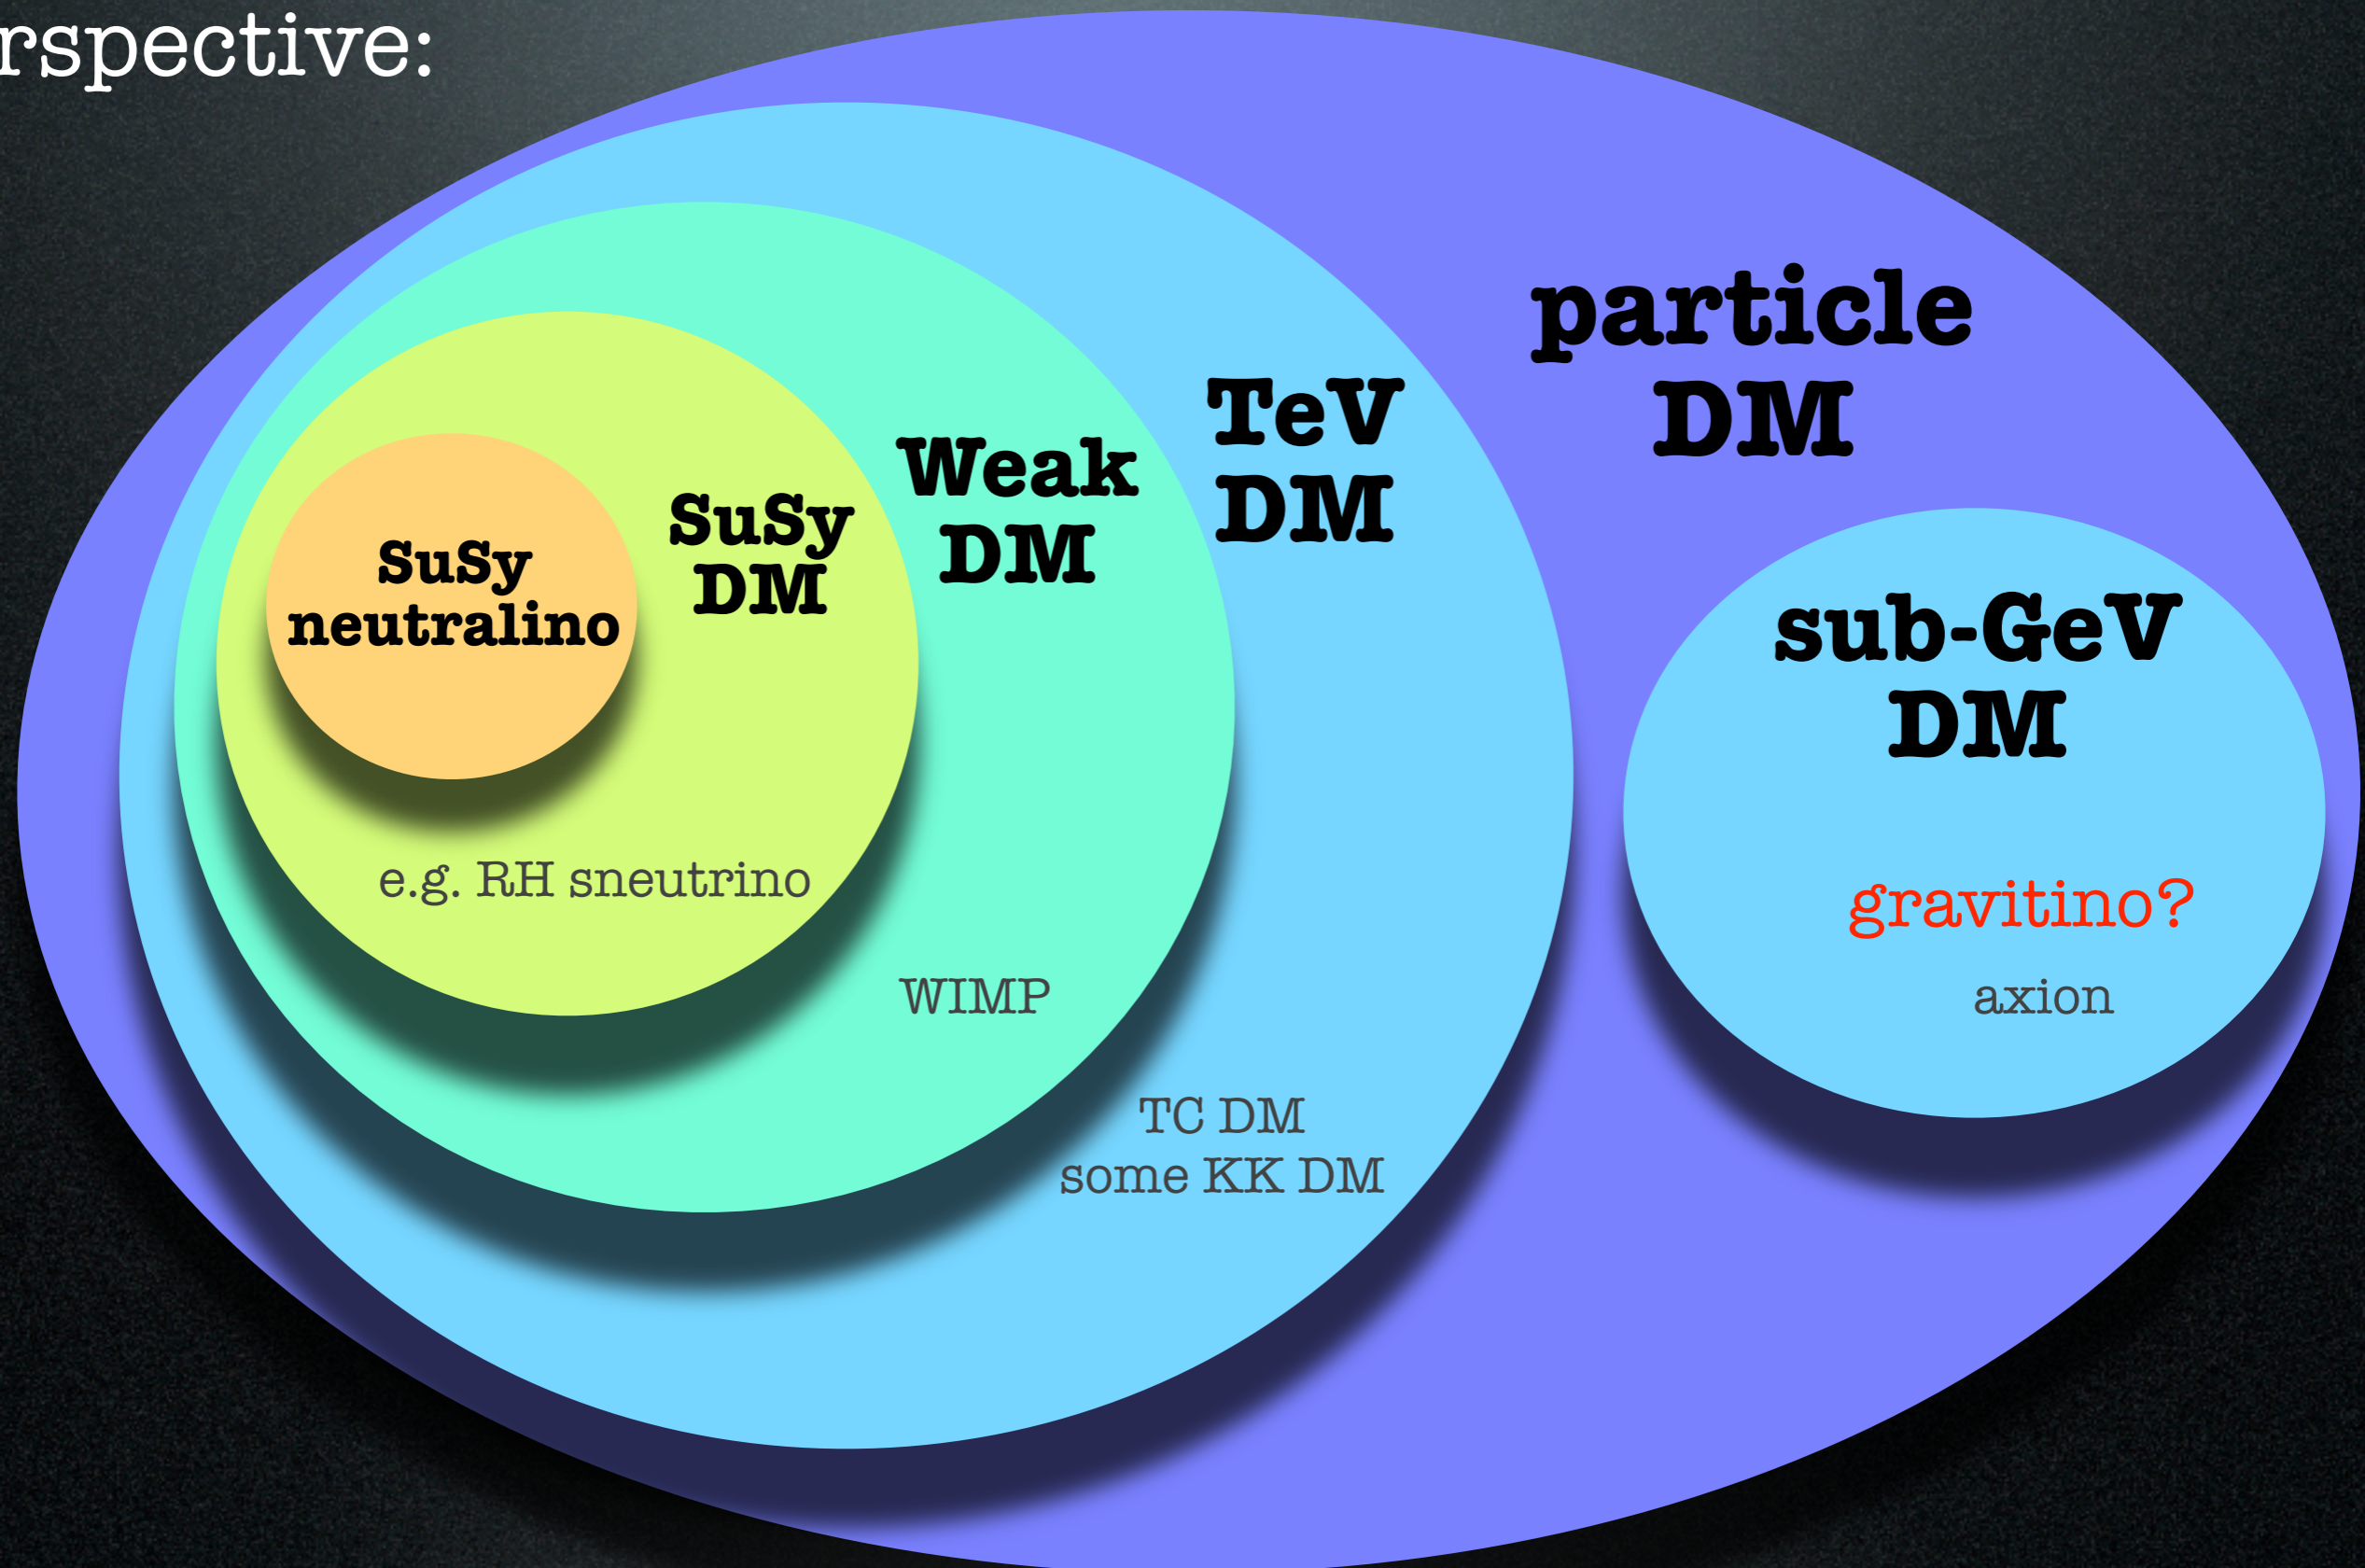 rspective:
particle
DM
TeV
DM
Weak
DM
SuSy
DM
SuSy
neutralino
sub-GeV
DM
e.g. RH sneutrino
gravitino?
WIMP
axion
TC DM
some KK DM